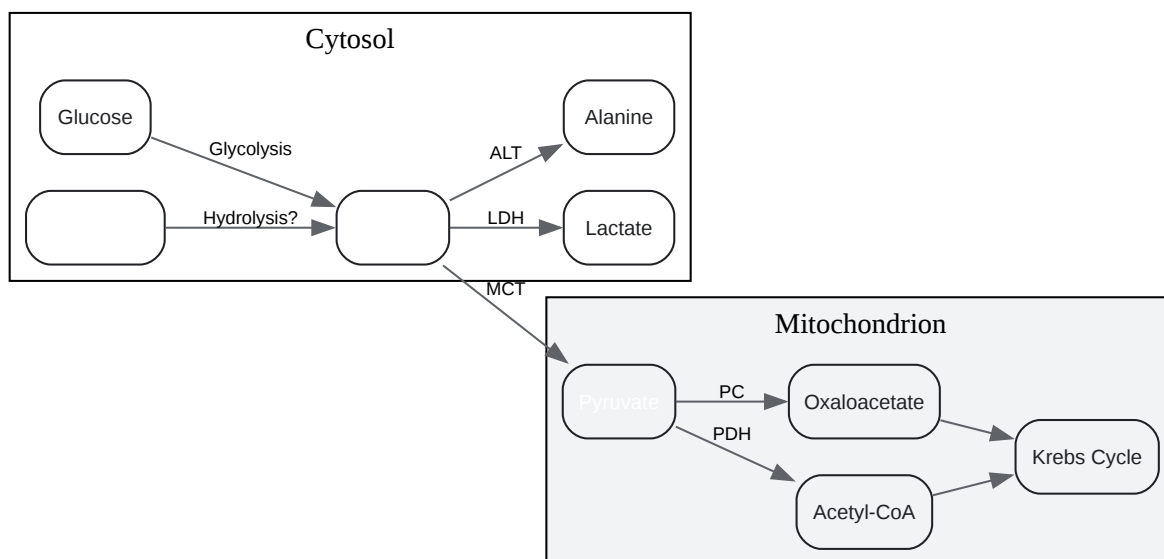 Cytosol
Glucose
Glycolysis
Hydrolysis?
ALT
Alanine
LDH
Lactate
MCT
Mitochondrion
Pyruvate
PC
Oxaloacetate
PDH
Acetyl-CoA
Krebs Cycle